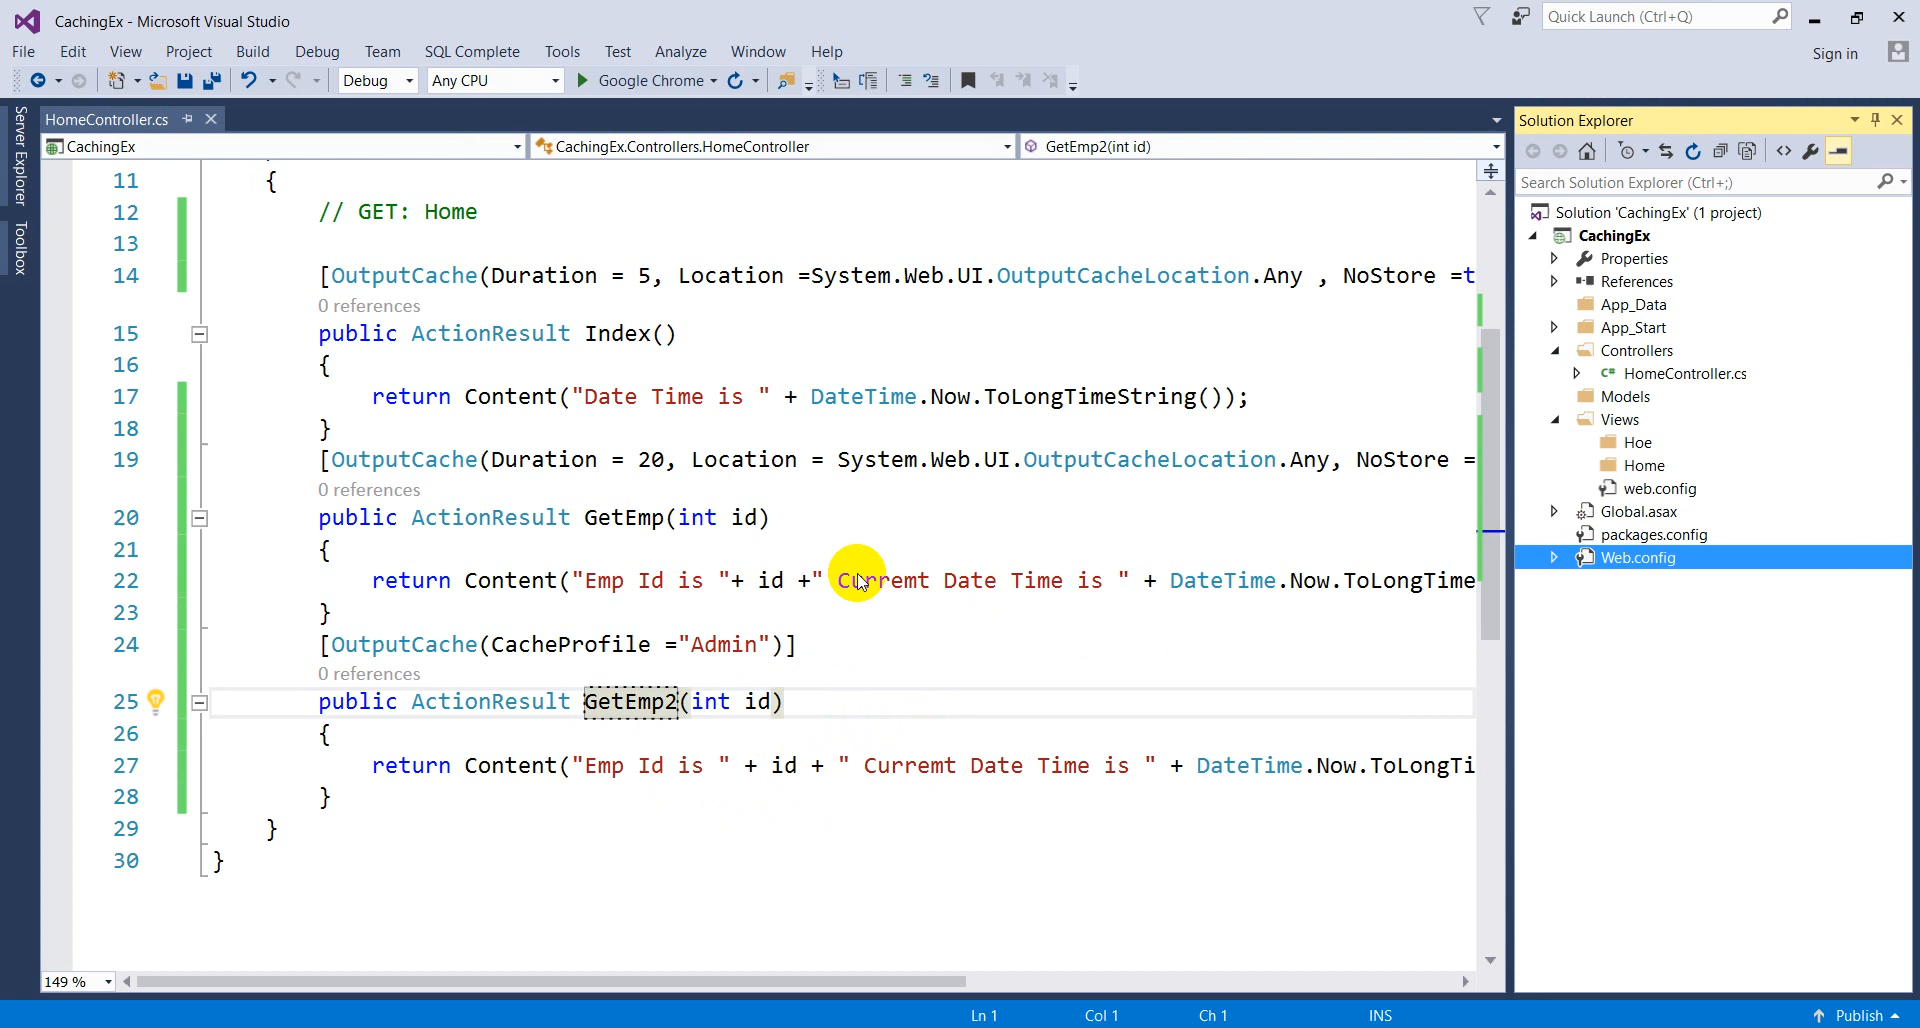 CachingEx - Microsoft Visual Studio
Quick Launch (Ctrl+Q)
File Edit View Project Build Debug Team SQL Complete Tools Test Analyze Window Help
Sign in
Debug Any CPU Google Chrome
Server Explorer
Toolbox
HomeController.cs
CachingEx CachingEx.Controllers.HomeController GetEmp2(int id)
11 {
12 // GET: Home
13
14 [OutputCache(Duration = 5, Location =System.Web.UI.OutputCacheLocation.Any , NoStore =t
0 references
15 public ActionResult Index()
16 {
17 return Content("Date Time is " + DateTime.Now.ToLongTimeString());
18 }
19 [OutputCache(Duration = 20, Location = System.Web.UI.OutputCacheLocation.Any, NoStore =
0 references
20 public ActionResult GetEmp(int id)
21 {
22 return Content("Emp Id is "+ id +" Curremt Date Time is " + DateTime.Now.ToLongTime
23 }
24 [OutputCache(CacheProfile ="Admin")]
0 references
25 public ActionResult GetEmp2(int id)
26 {
27 return Content("Emp Id is " + id + " Curremt Date Time is " + DateTime.Now.ToLongTi
28 }
29 }
30 }
149 %
Solution Explorer
Search Solution Explorer (Ctrl+;)
Solution 'CachingEx' (1 project)
CachingEx
Properties
References
App_Data
App_Start
Controllers
C# HomeController.cs
Models
Views
Hoe
Home
web.config
Global.asax
packages.config
Web.config
Ln 1 Col 1 Ch 1 INS Publish